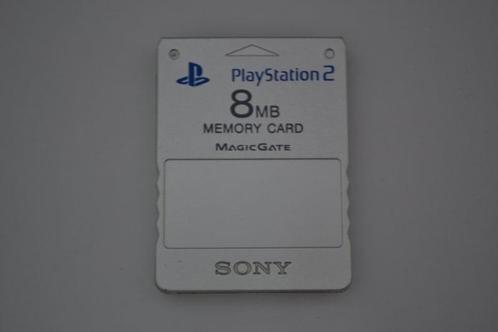 PlayStation 2
8MB
MEMORY CARD
MAGICGATE
SONY